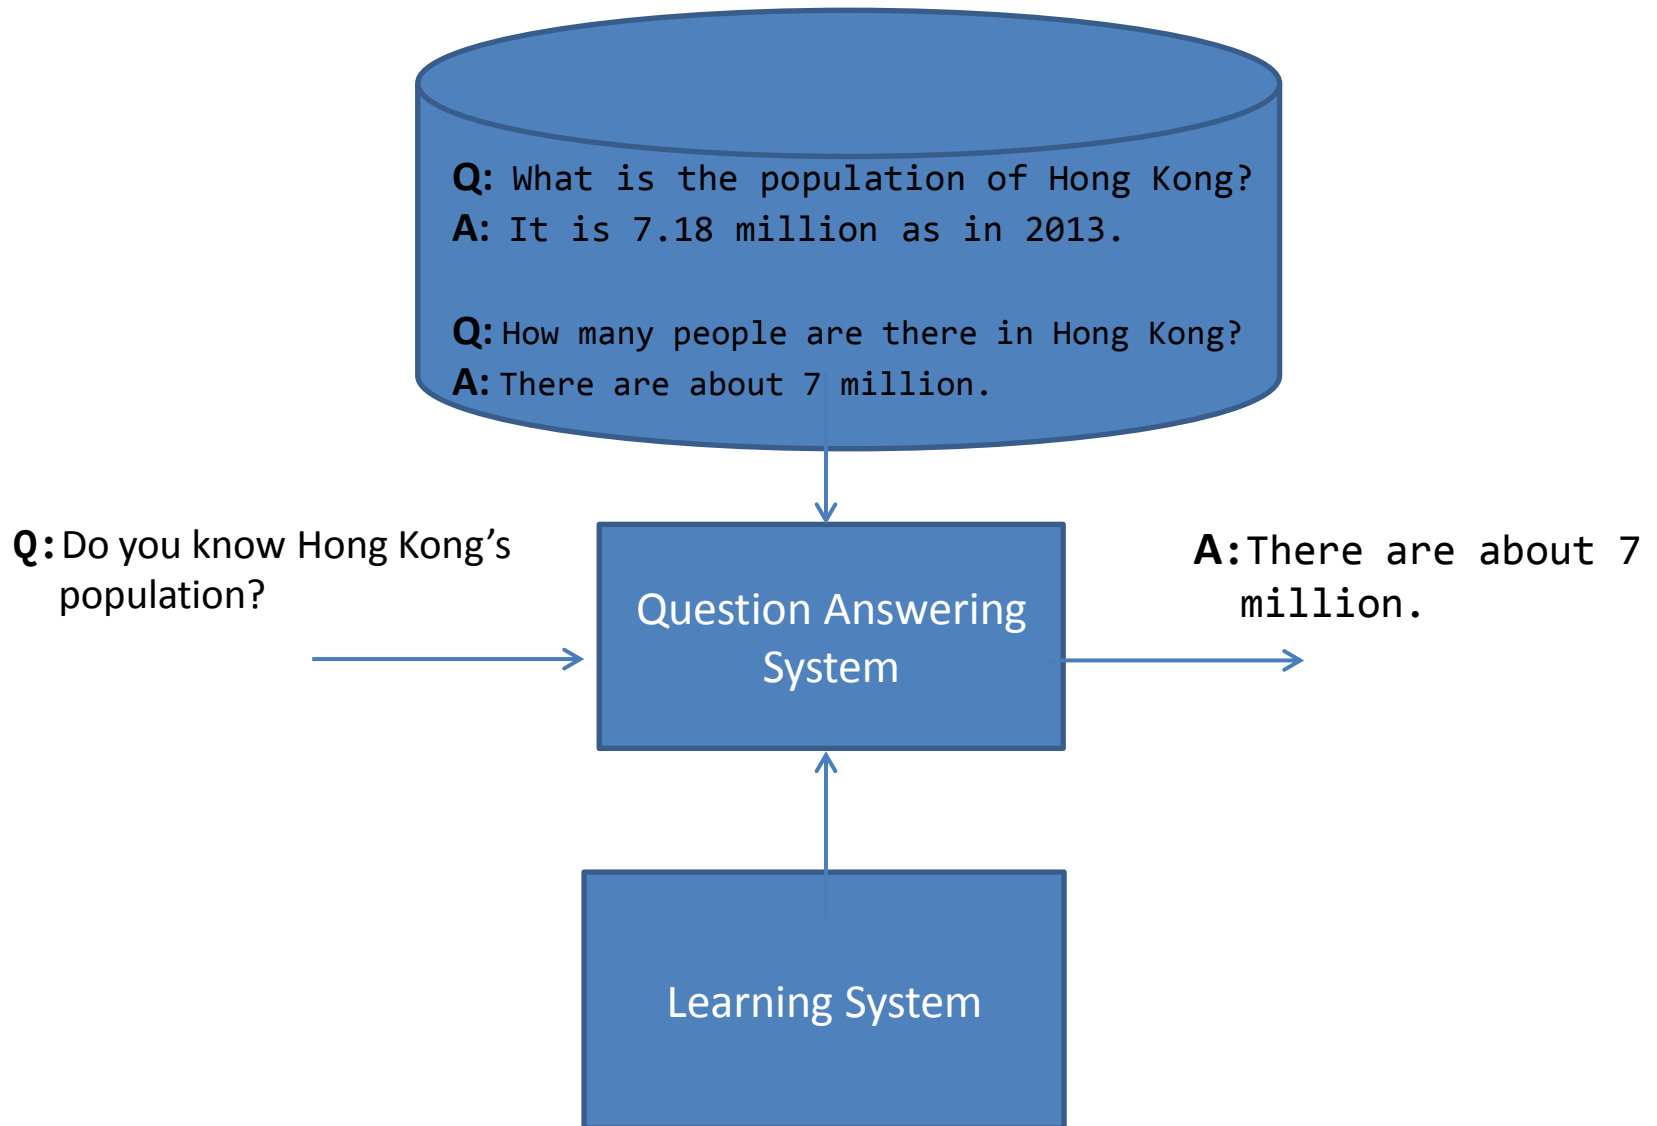 Q: What is the population of Hong Kong?
A: It is 7.18 million as in 2013.
Q: How many people are there in Hong Kong?
A: There are about 7 million.
Q: Do you know Hong Kong’s
population?
Question Answering
System
A: There are about 7
million.
Learning System